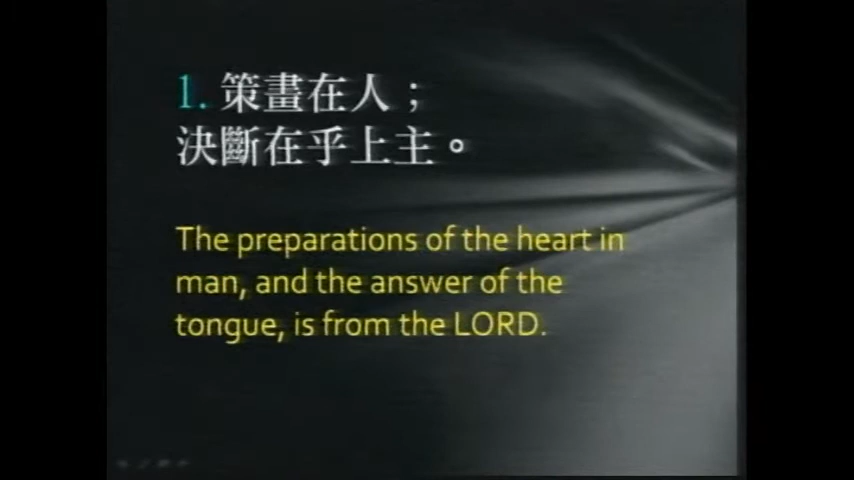 1. 策畫在人；
決斷在乎上主。
The preparations of the heart in
man, and the answer of the
tongue, is from the LORD.